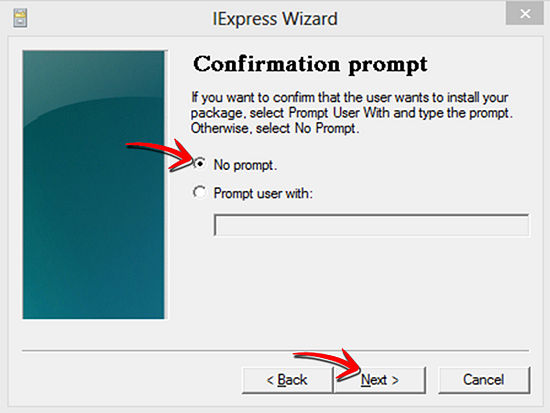 IExpress Wizard
Confirmation prompt
If you want to confirm that the user wants to install your
package, select Prompt User With and type the prompt.
Otherwise, select No Prompt.
No prompt.
Prompt user with:
< Back
Next >
Cancel